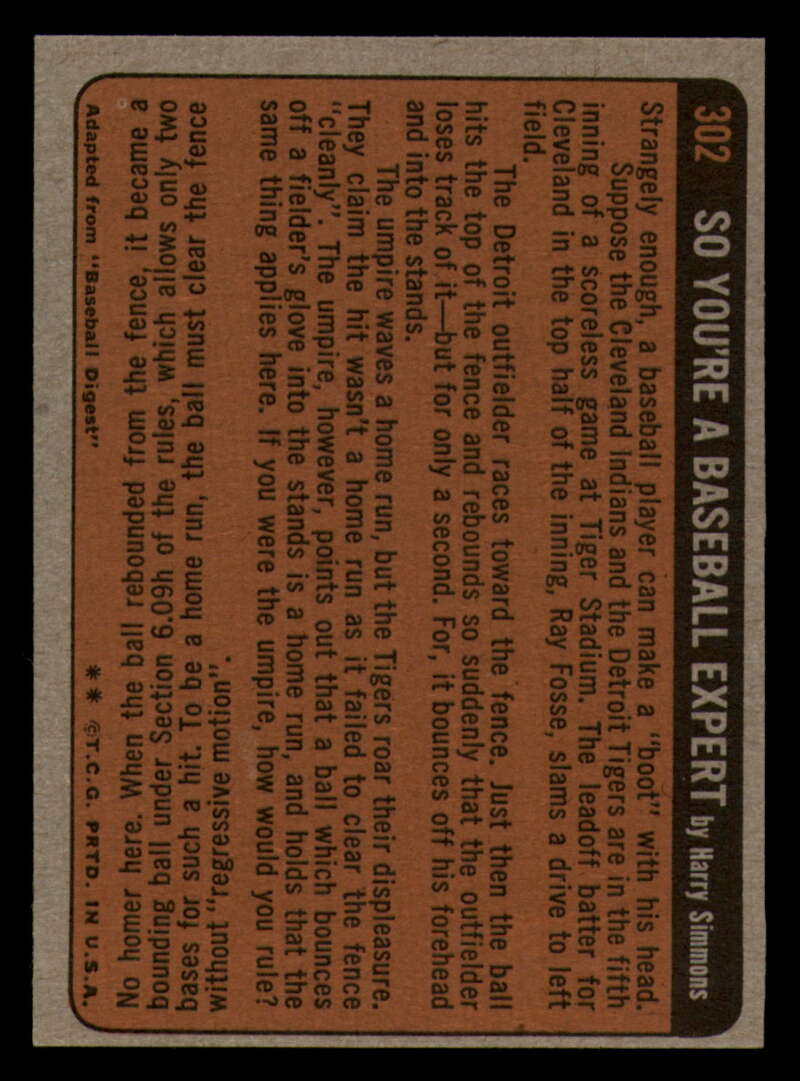 302 SO YOU'RE A BASEBALL EXPERT by Harry Simmons
Strangely enough, a baseball player can make a "boot" with his head.
Suppose the Cleveland Indians and the Detroit Tigers are in the fifth
inning of a scoreless game at Tiger Stadium. The leadoff batter for
Cleveland in the top half of the inning, Ray Fosse, slams a drive to left
field.
The Detroit outfielder races toward the fence. Just then the ball
hits the top of the fence and rebounds so suddenly that the outfielder
loses track of it—but for only a second. For, it bounces off his forehead
and into the stands.
The umpire waves a home run, but the Tigers roar their displeasure.
They claim the hit wasn't a home run as it failed to clear the fence
"cleanly". The umpire, however, points out that a ball which bounces
off a fielder's glove into the stands is a home run, and holds that the
same thing applies here. If you were the umpire, how would you rule?
No homer here. When the ball rebounded from the fence, it became a
bounding ball under Section 6.09h of the rules, which allows only two
bases for such a hit. To be a home run, the ball must clear the fence
without "regressive motion".
Adapted from "Baseball Digest" ** ©T.C.G. PRTD. IN U.S.A.